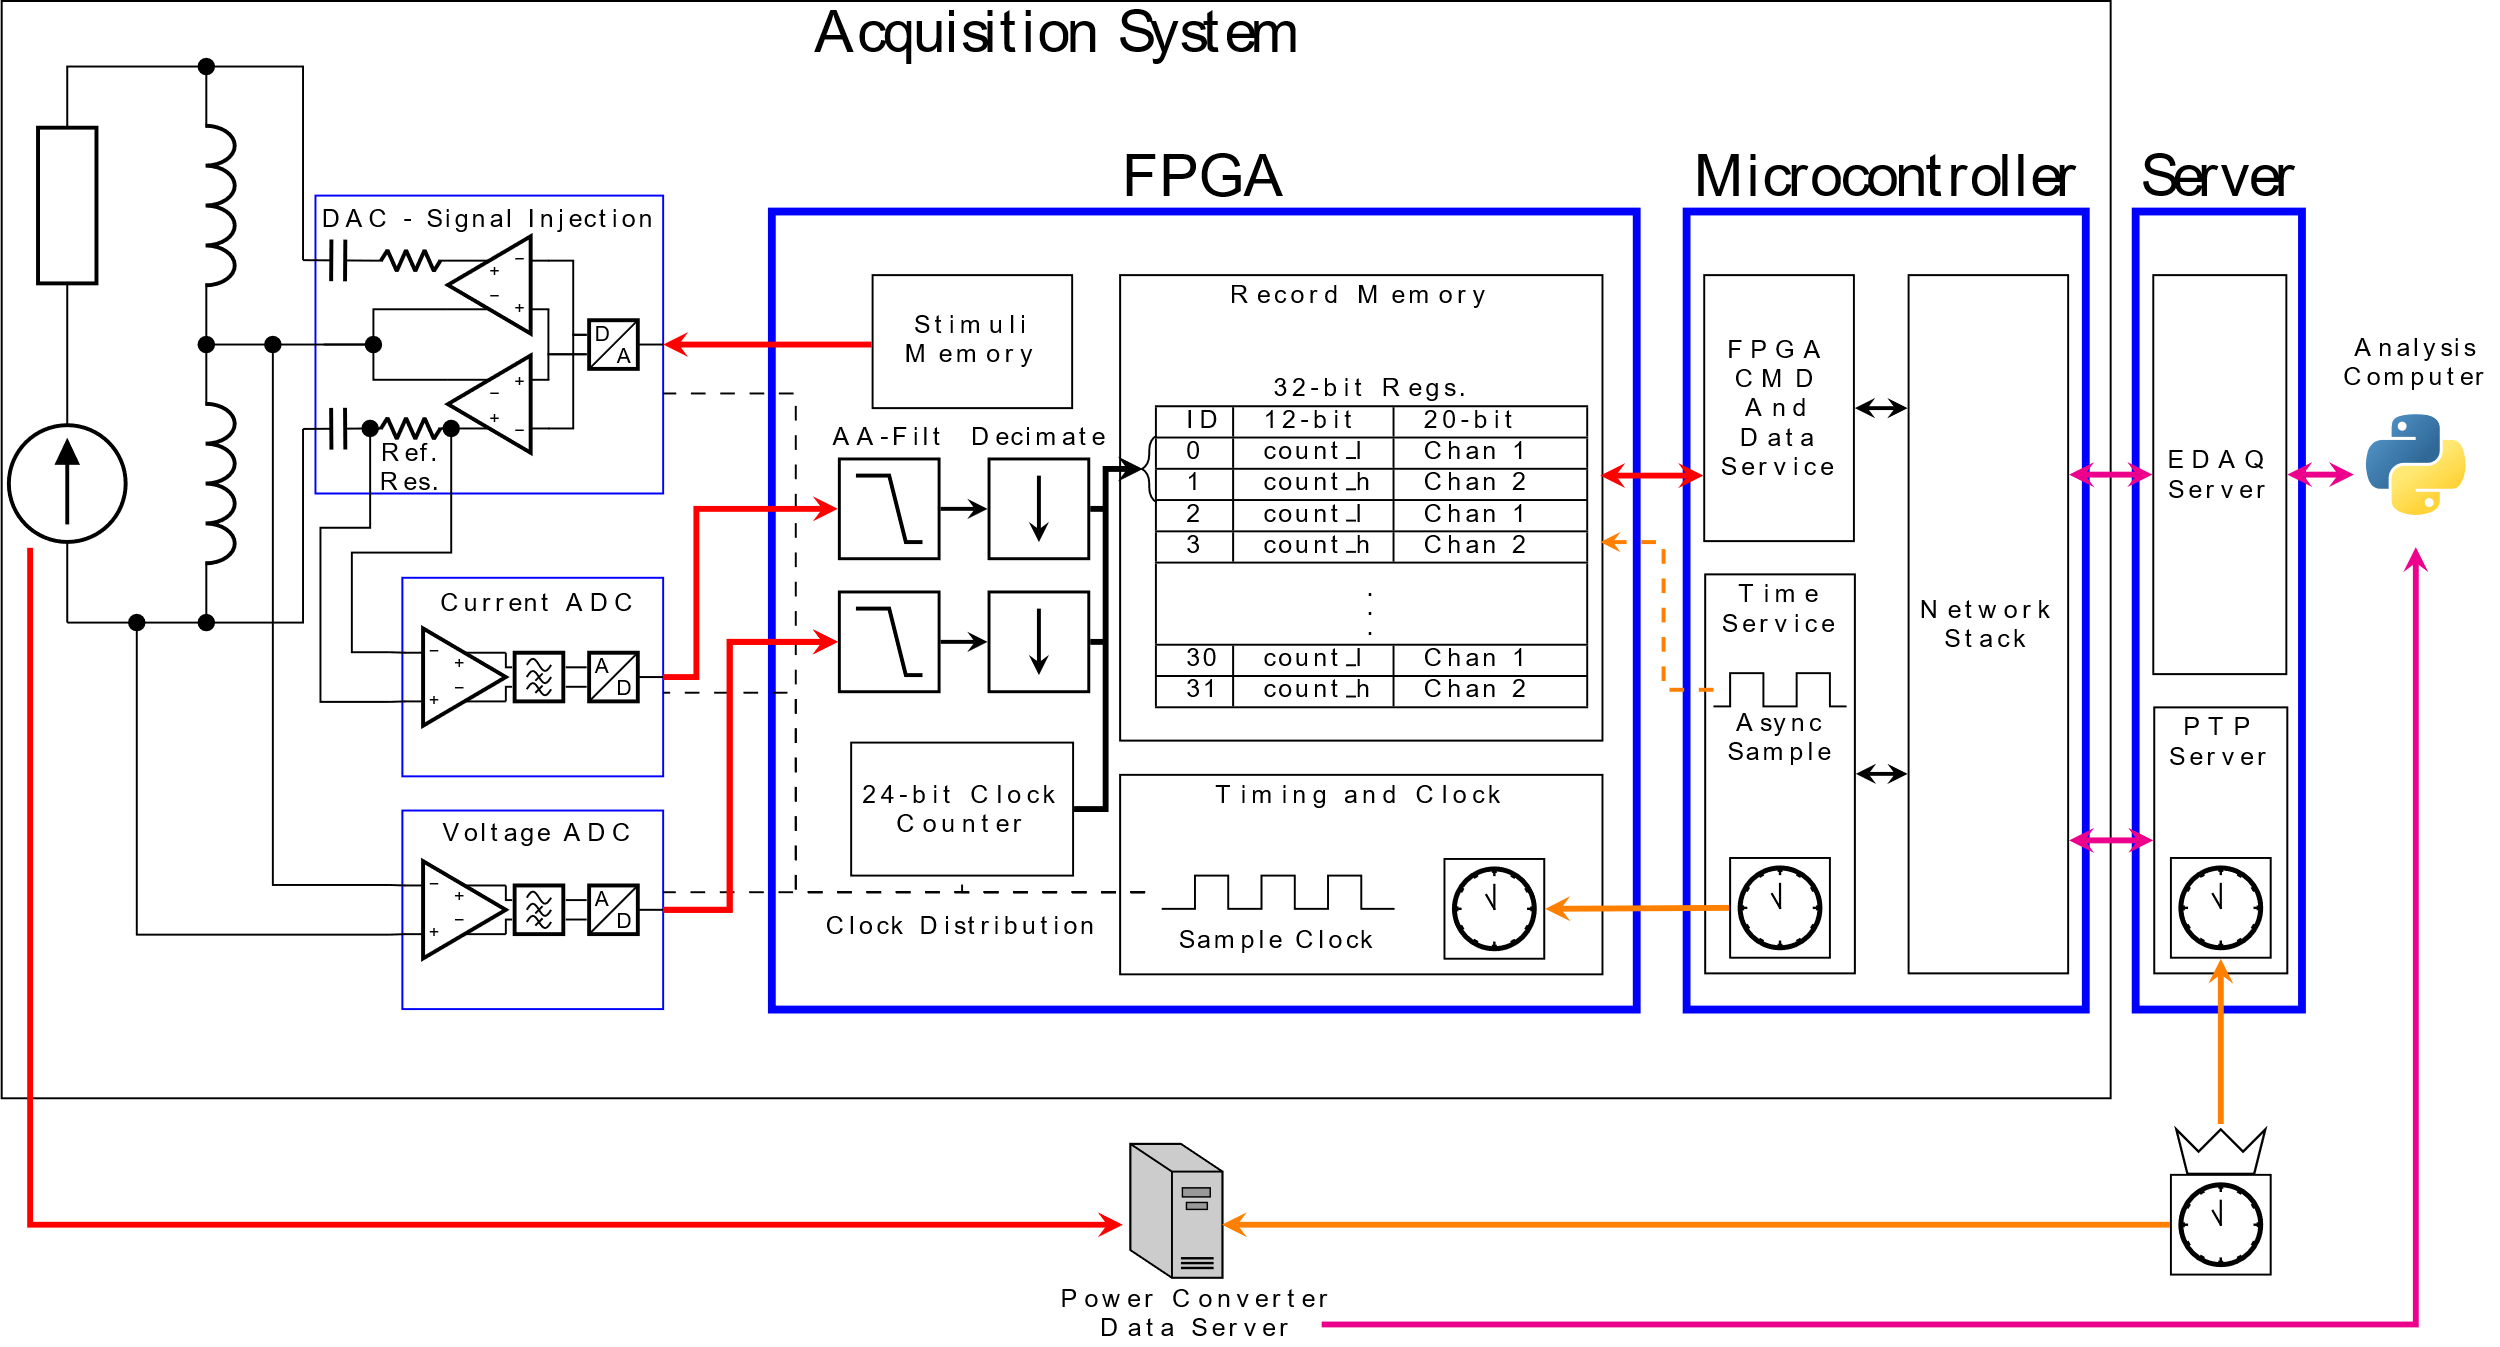 Acquisition System
FPGA
Microcontroller
Server
DAC - Signal Injection
D
A
Ref.
Res.
Current ADC
A
D
Voltage ADC
A
D
Stimuli
Memory
AA-Filt
Decimate
24-bit Clock
Counter
Clock Distribution
Record Memory
32-bit Regs.
ID 12-bit 20-bit
0 count_l Chan 1
1 count_h Chan 2
2 count_l Chan 1
3 count_h Chan 2
.
.
.
30 count_l Chan 1
31 count_h Chan 2
Timing and Clock
Sample Clock
FPGA
CMD
And
Data
Service
Time
Service
Async
Sample
Network
Stack
EDAQ
Server
PTP
Server
Analysis
Computer
Power Converter
Data Server